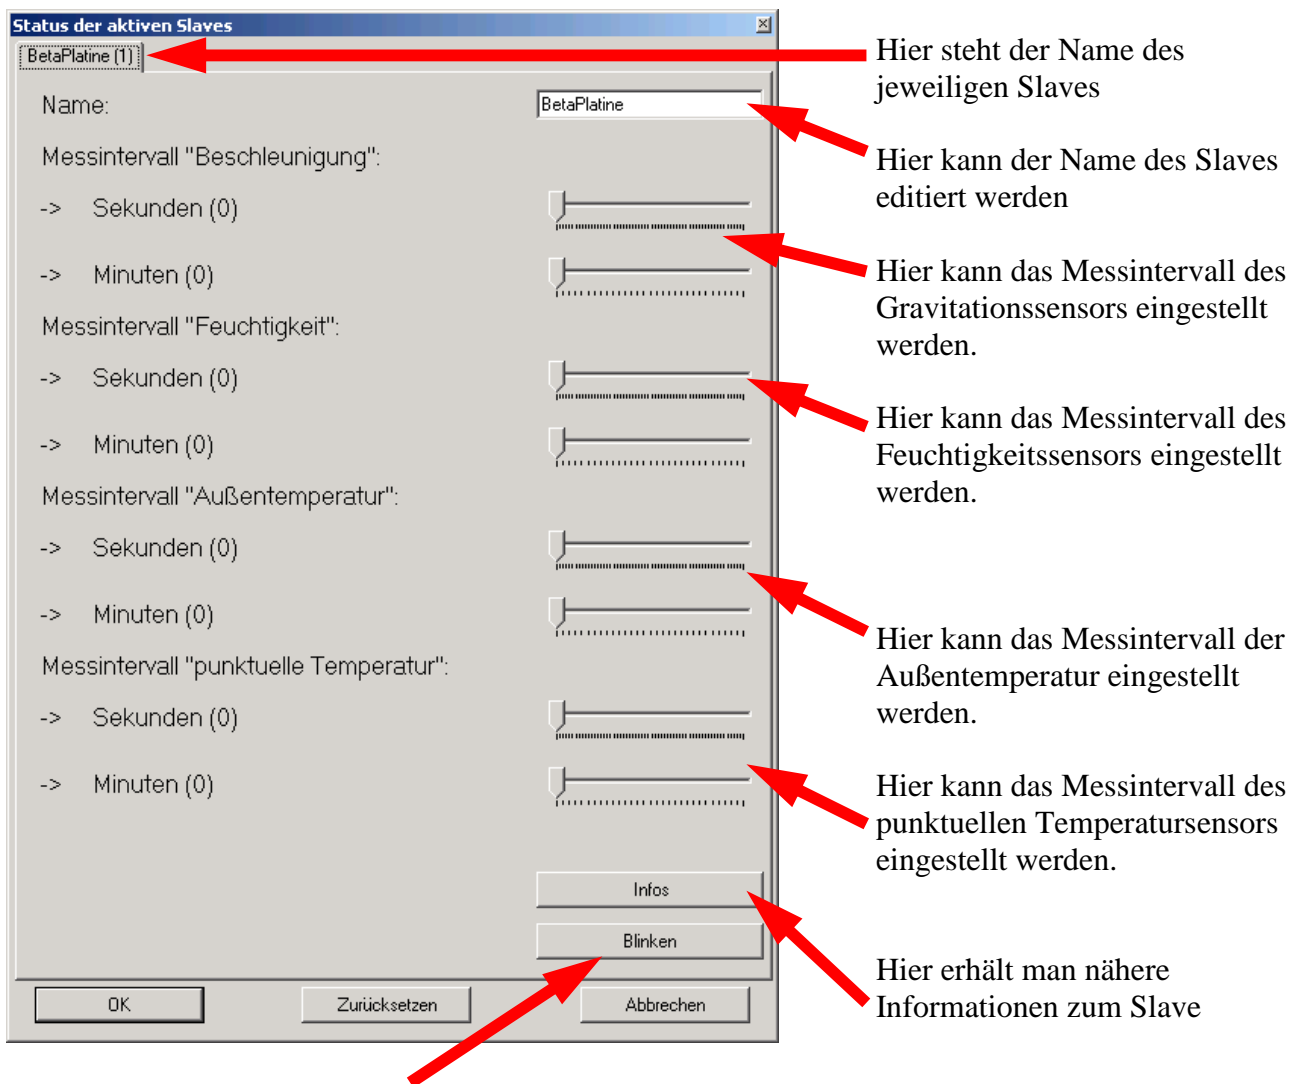 Status der aktiven Slaves
BetaPlatine (1)
Name:
BetaPlatine
Messintervall "Beschleunigung":
-> Sekunden (0)
-> Minuten (0)
Messintervall "Feuchtigkeit":
-> Sekunden (0)
-> Minuten (0)
Messintervall "Außentemperatur":
-> Sekunden (0)
-> Minuten (0)
Messintervall "punktuelle Temperatur":
-> Sekunden (0)
-> Minuten (0)
Infos
Blinken
OK
Zurücksetzen
Abbrechen
Hier steht der Name des
jeweiligen Slaves
Hier kann der Name des Slaves
editiert werden
Hier kann das Messintervall des
Gravitationssensors eingestellt
werden.
Hier kann das Messintervall des
Feuchtigkeitssensors eingestellt
werden.
Hier kann das Messintervall der
Außentemperatur eingestellt
werden.
Hier kann das Messintervall des
punktuellen Temperatursensors
eingestellt werden.
Hier erhält man nähere
Informationen zum Slave